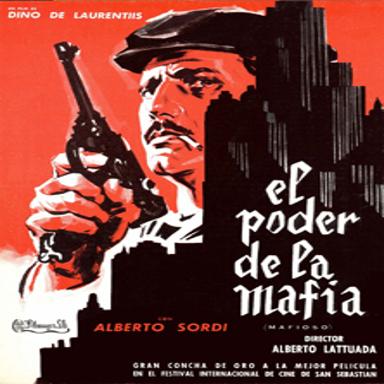 UN FILM DE
DINO DE LAURENTIIS
el
poder
de la
mafia
(MAFIOSO)
CON
ALBERTO SORDI
DIRECTOR
ALBERTO LATTUADA
GRAN CONCHA DE ORO A LA MEJOR PELICULA
EN EL FESTIVAL INTERNACIONAL DE CINE DE SAN SEBASTIAN